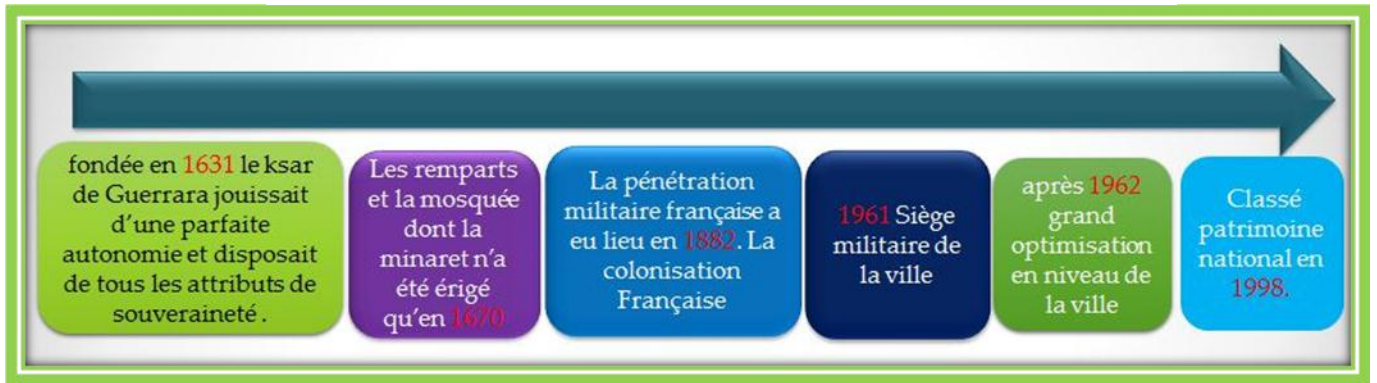 fondée en 1631 le ksar
de Guerrara jouissait
d'une parfaite
autonomie et disposait
de tous les attributs de
souveraineté .
Les remparts
et la mosquée
dont la
minaret n'a
été érigé
qu'en 1670
La pénétration
militaire française a
eu lieu en 1882. La
colonisation
Française
1961 Siège
militaire de
la ville
après 1962
grand
optimisation
en niveau de
la ville
Classé
patrimoine
national en
1998.